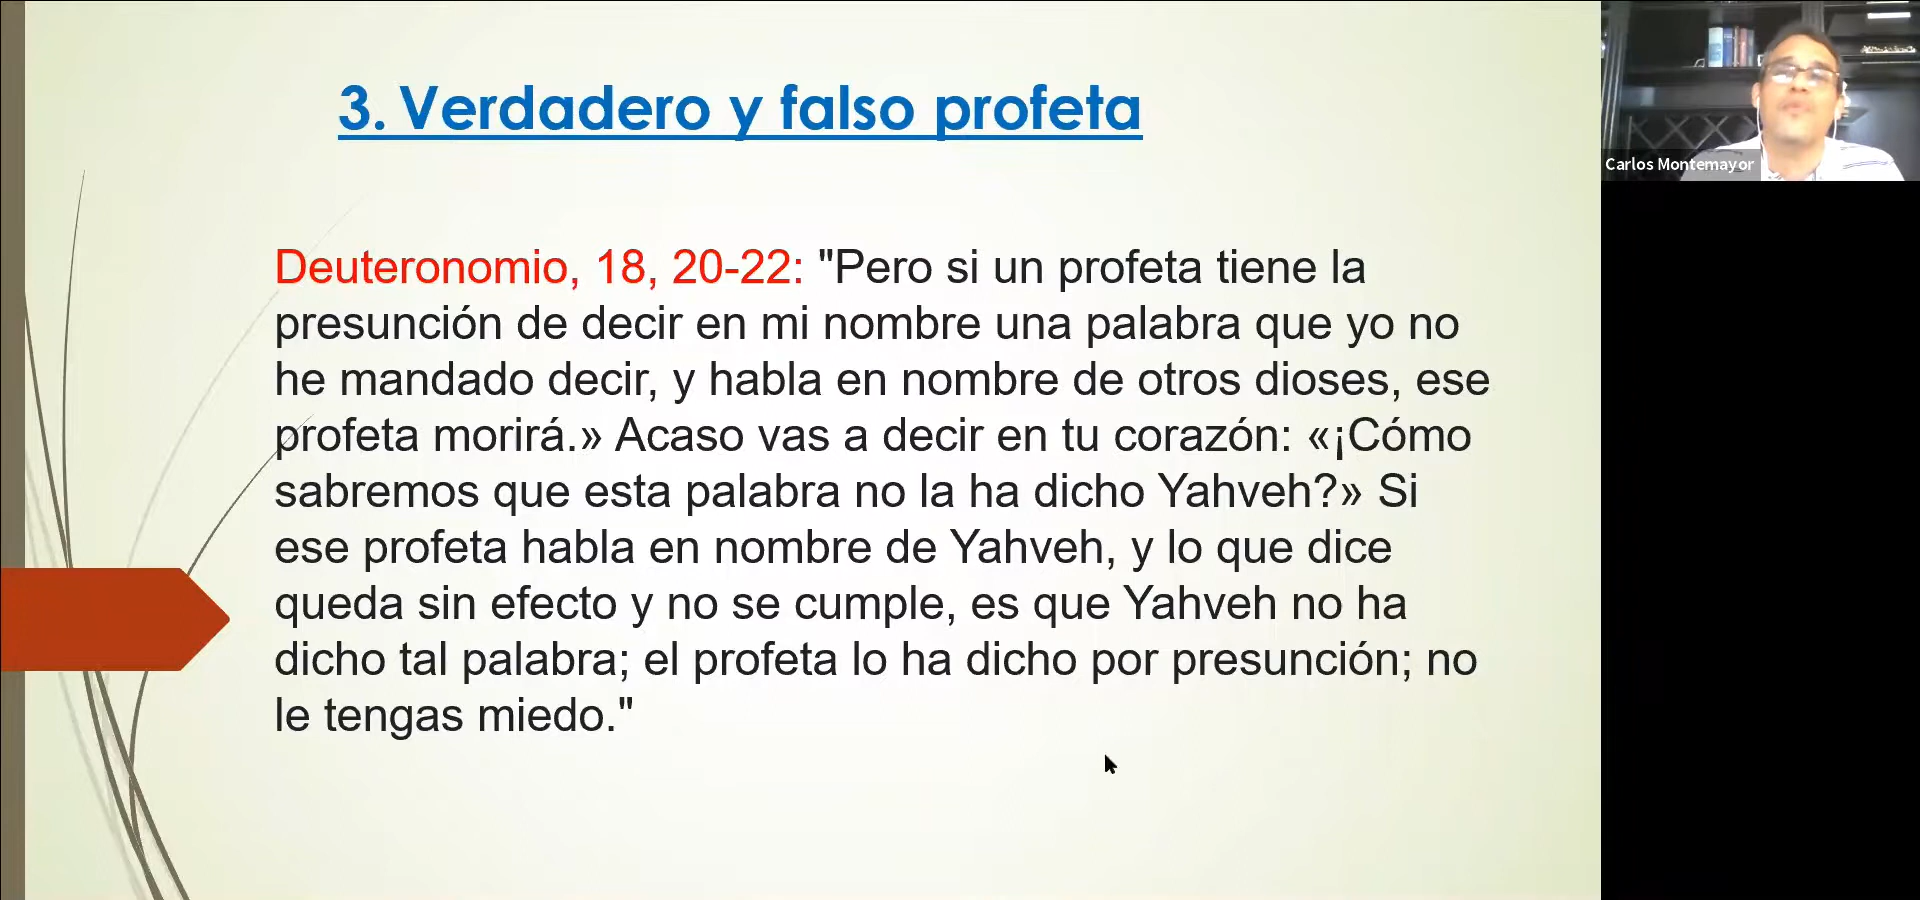 3. Verdadero y falso profeta
Deuteronomio, 18, 20-22: "Pero si un profeta tiene la
presunción de decir en mi nombre una palabra que yo no
he mandado decir, y habla en nombre de otros dioses, ese
profeta morirá.» Acaso vas a decir en tu corazón: «¡Cómo
sabremos que esta palabra no la ha dicho Yahveh?» Si
ese profeta habla en nombre de Yahveh, y lo que dice
queda sin efecto y no se cumple, es que Yahveh no ha
dicho tal palabra; el profeta lo ha dicho por presunción; no
le tengas miedo."
Carlos Montemayor